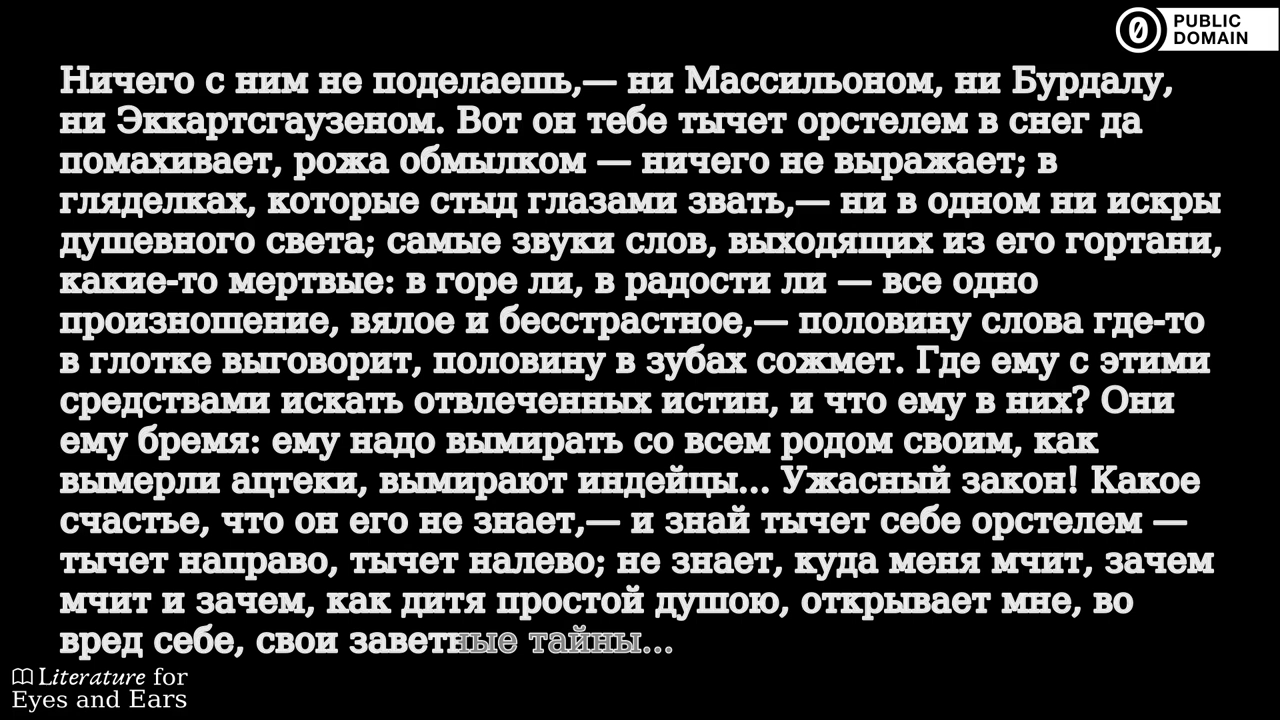 PUBLIC
DOMAIN
Ничего с ним не поделаешь,— ни Массильоном, ни Бурдалу,
ни Эккартсгаузеном. Вот он тебе тычет орстелем в снег да
помахивает, рожа обмылком — ничего не выражает; в
гляделках, которые стыд глазами звать,— ни в одном ни искры
душевного света; самые звуки слов, выходящих из его гортани,
какие-то мертвые: в горе ли, в радости ли — все одно
произношение, вялое и бесстрастное,— половину слова где-то
в глотке выговорит, половину в зубах сожмет. Где ему с этими
средствами искать отвлеченных истин, и что ему в них? Они
ему бремя: ему надо вымирать со всем родом своим, как
вымерли ацтеки, вымирают индейцы... Ужасный закон! Какое
счастье, что он его не знает,— и знай тычет себе орстелем —
тычет направо, тычет налево; не знает, куда меня мчит, зачем
мчит и зачем, как дитя простой душою, открывает мне, во
вред себе, свои заветные тайны...
Literature for
Eyes and Ears